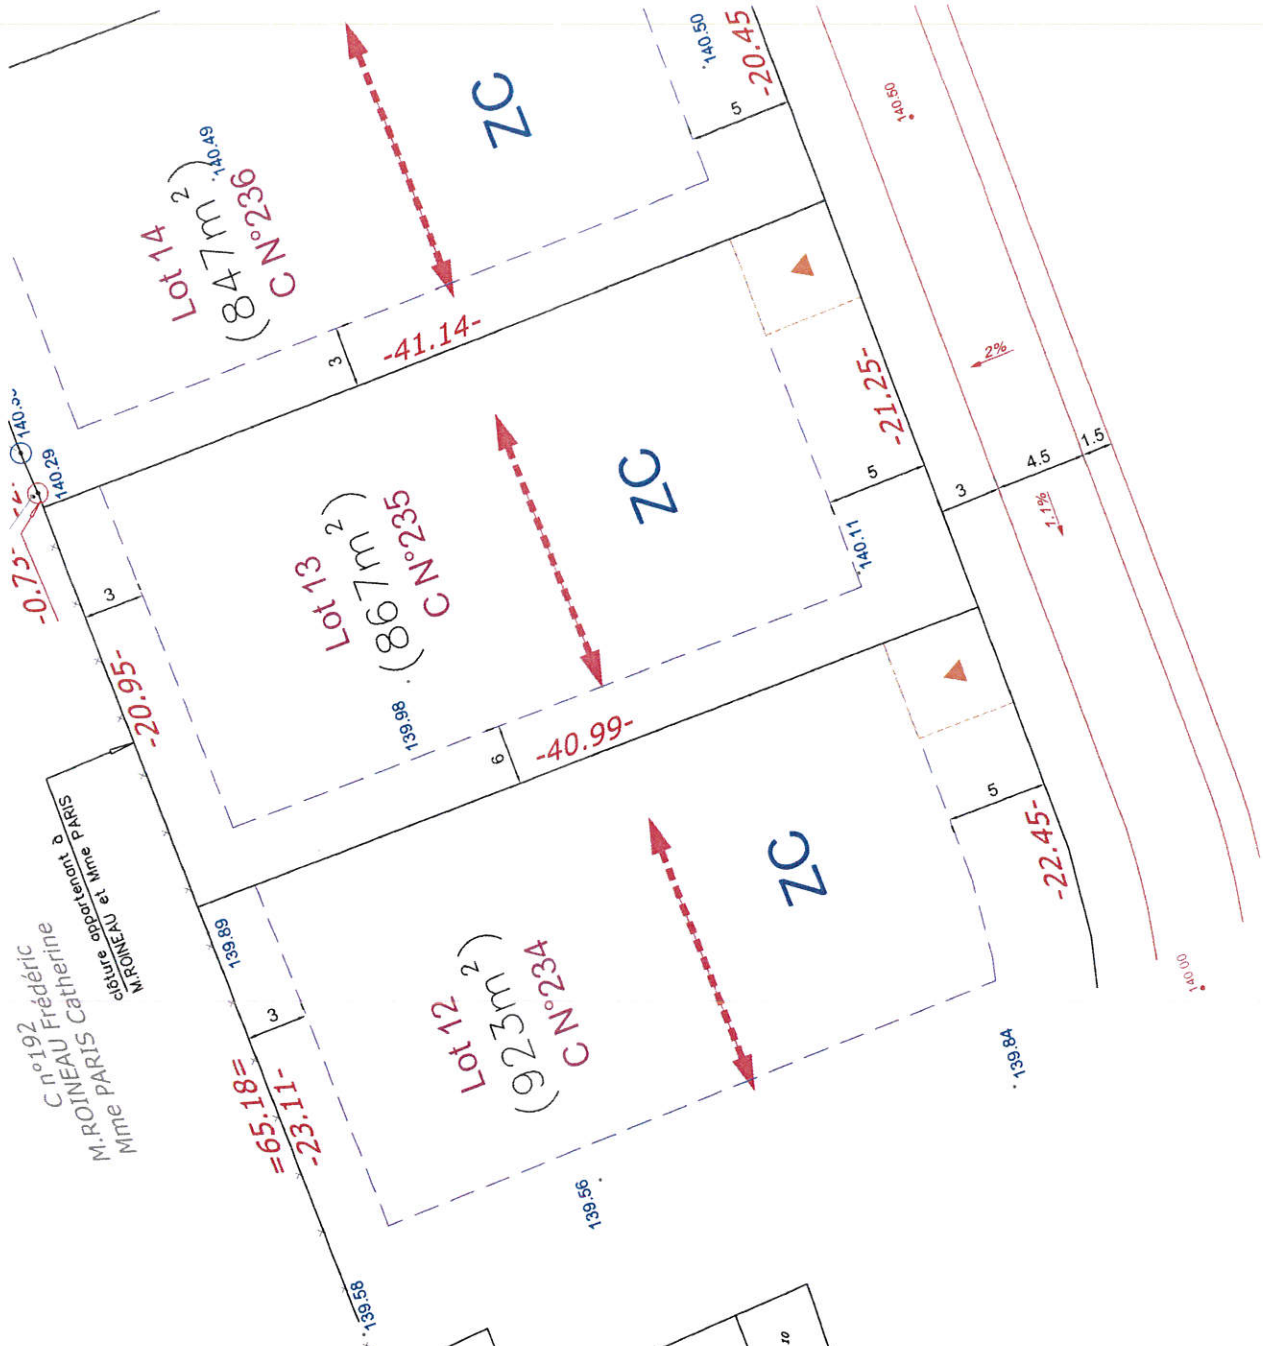 140.50
-20.45
5
ZC
140.50
Lot 14
(847m²)
C N°236
140.49
3
-41.14-
140.29
-0.73-
3
-20.95-
Lot 13
(867m²)
C N°235
139.98
ZC
-21.25-
5
140.11
2%
3
4.5
1.5
1.1%
6
-40.99-
clôture appartenant à
M.ROINEAU et Mme PARIS
C n°192
M.ROINEAU Frédéric
Mme PARIS Catherine
139.89
3
=65.18=
-23.11-
Lot 12
(923m²)
C N°234
ZC
5
-22.45-
140.00
139.84
139.56
139.58
10